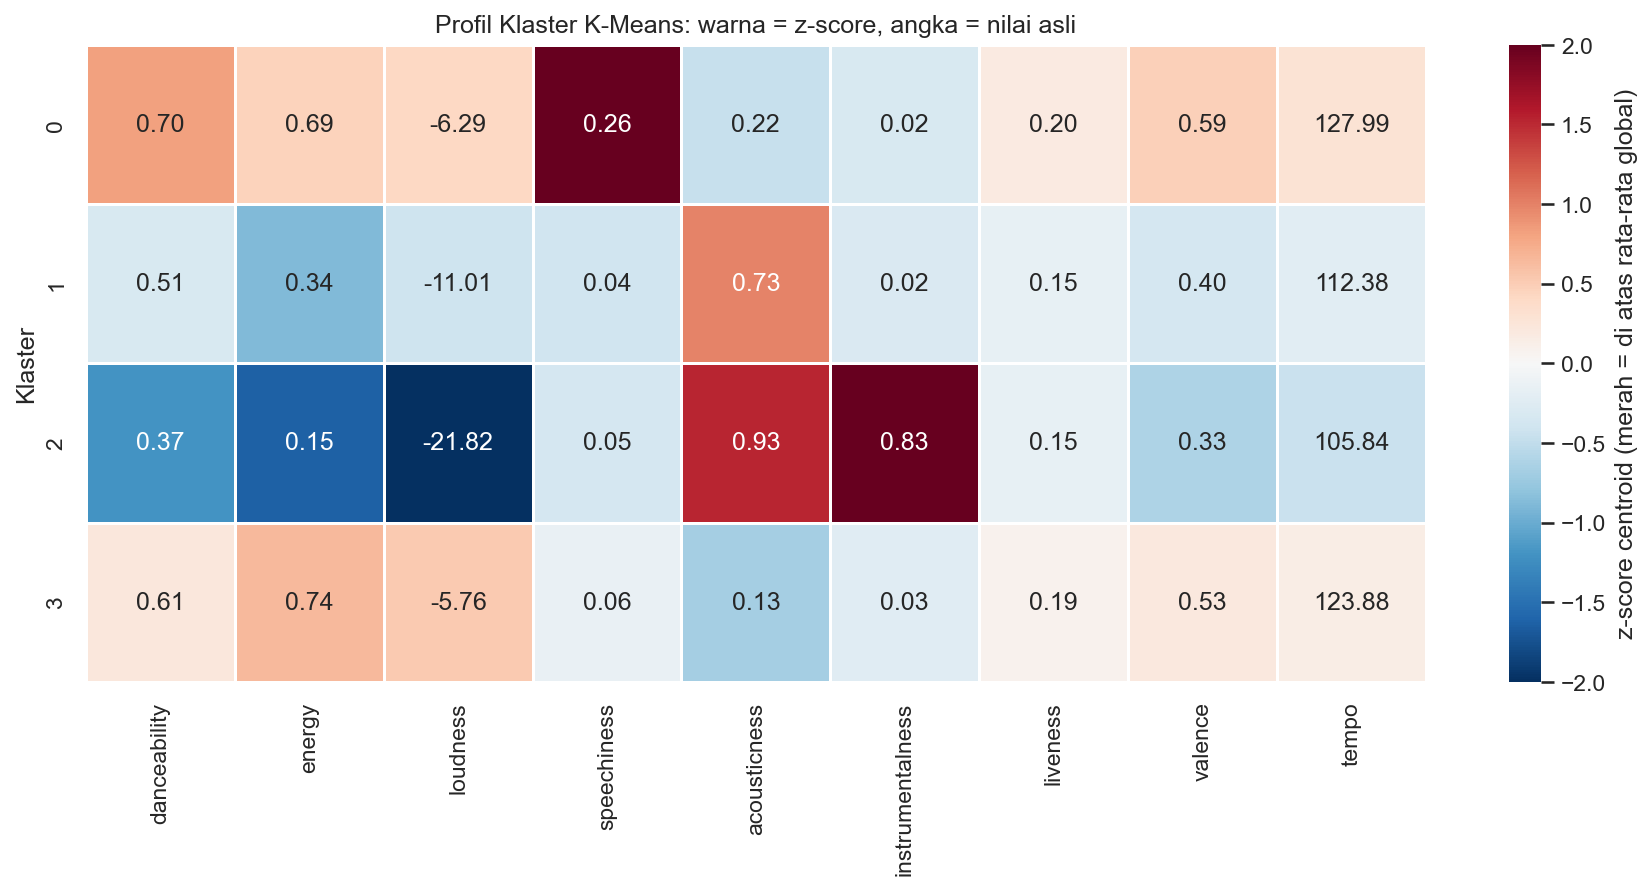 Profil Klaster K-Means: warna = z-score, angka = nilai asli
Klaster
0
0.70 0.69 -6.29 0.26 0.22 0.02 0.20 0.59 127.99
1
0.51 0.34 -11.01 0.04 0.73 0.02 0.15 0.40 112.38
2
0.37 0.15 -21.82 0.05 0.93 0.83 0.15 0.33 105.84
3
0.61 0.74 -5.76 0.06 0.13 0.03 0.19 0.53 123.88
danceability
energy
loudness
speechiness
acousticness
instrumentalness
liveness
valence
tempo
2.0
1.5
1.0
0.5
0.0
−0.5
−1.0
−1.5
−2.0
z-score centroid (merah = di atas rata-rata global)